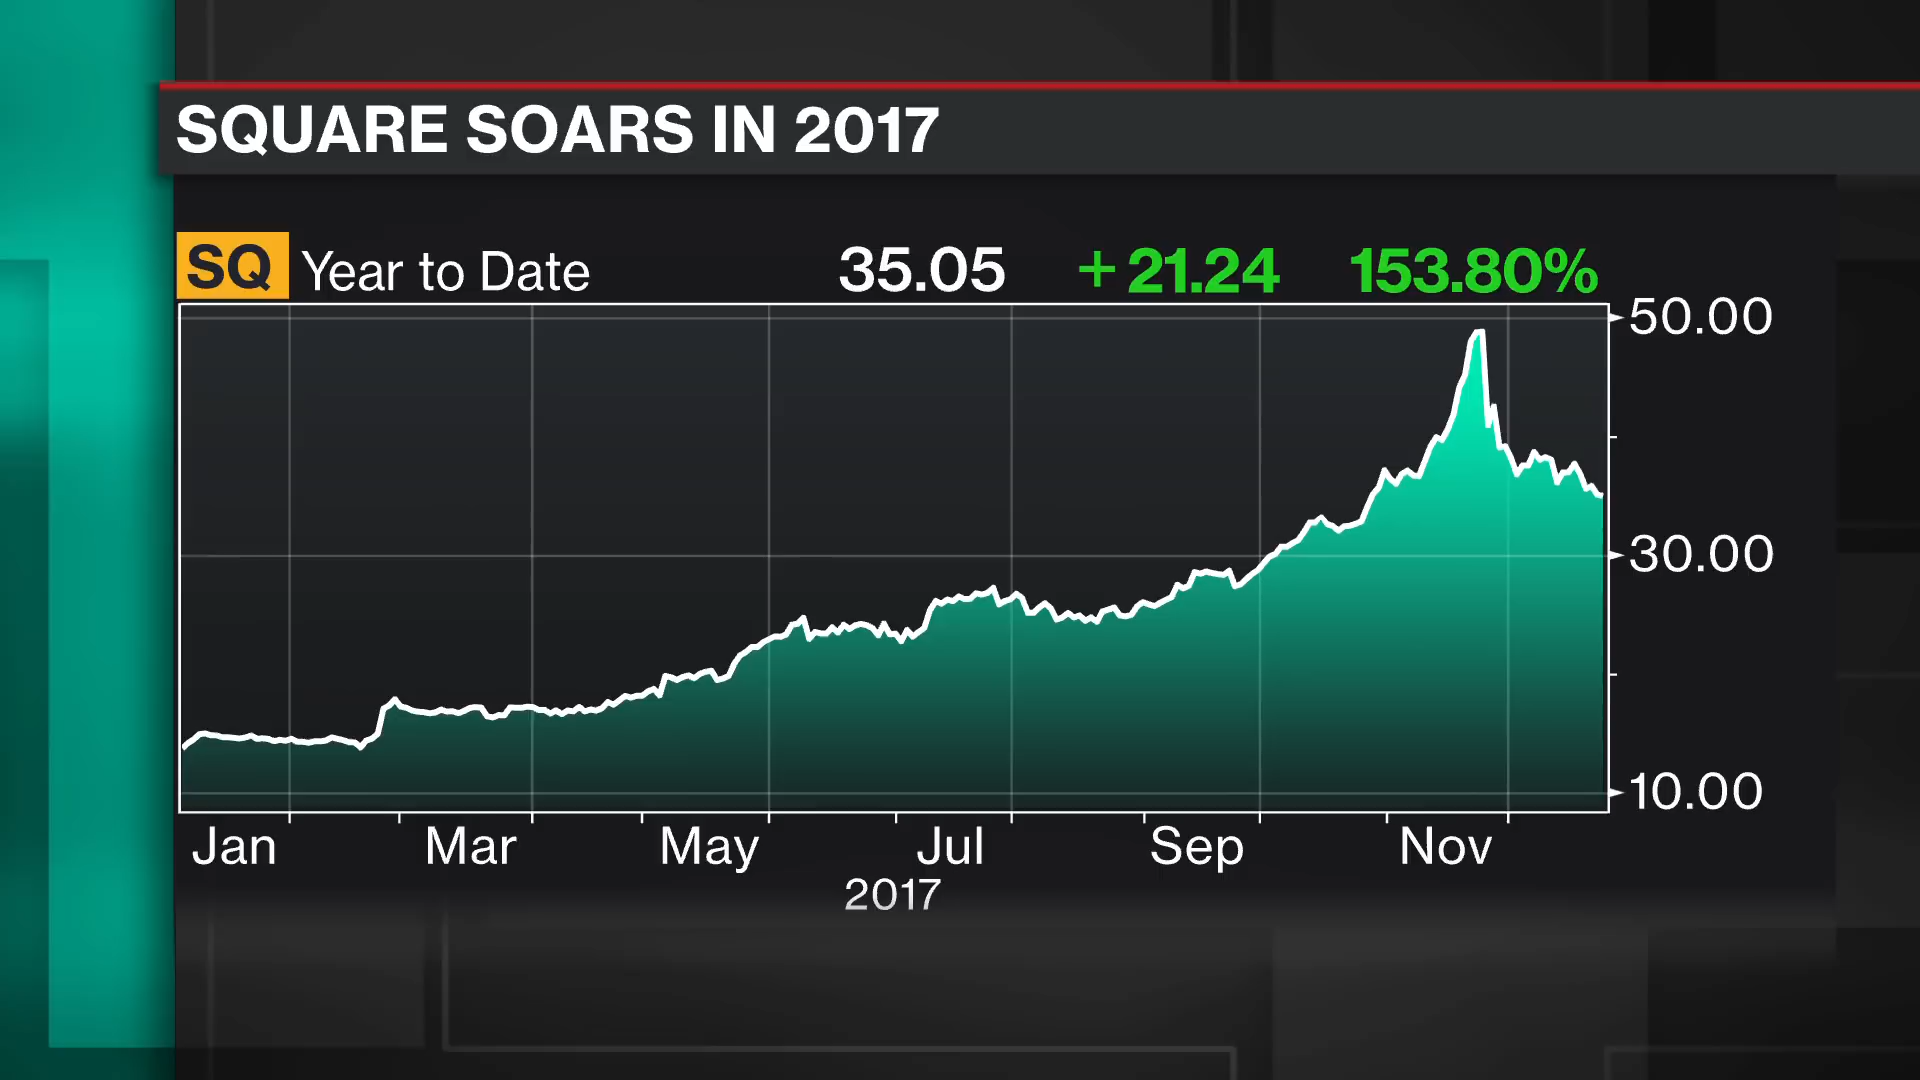 SQUARE SOARS IN 2017
SQ Year to Date 35.05 +21.24 153.80%
50.00
30.00
10.00
Jan Mar May Jul Sep Nov
2017